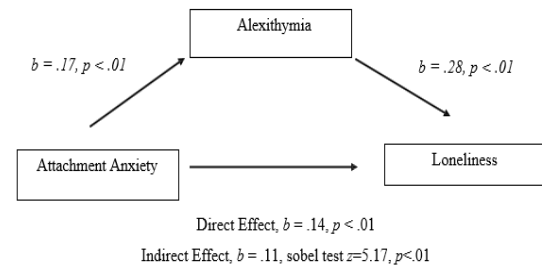 Alexithymia
b = .17, p < .01
b = .28, p < .01
Attachment Anxiety
Loneliness
Direct Effect, b = .14, p < .01
Indirect Effect, b = .11, sobel test z=5.17, p<.01